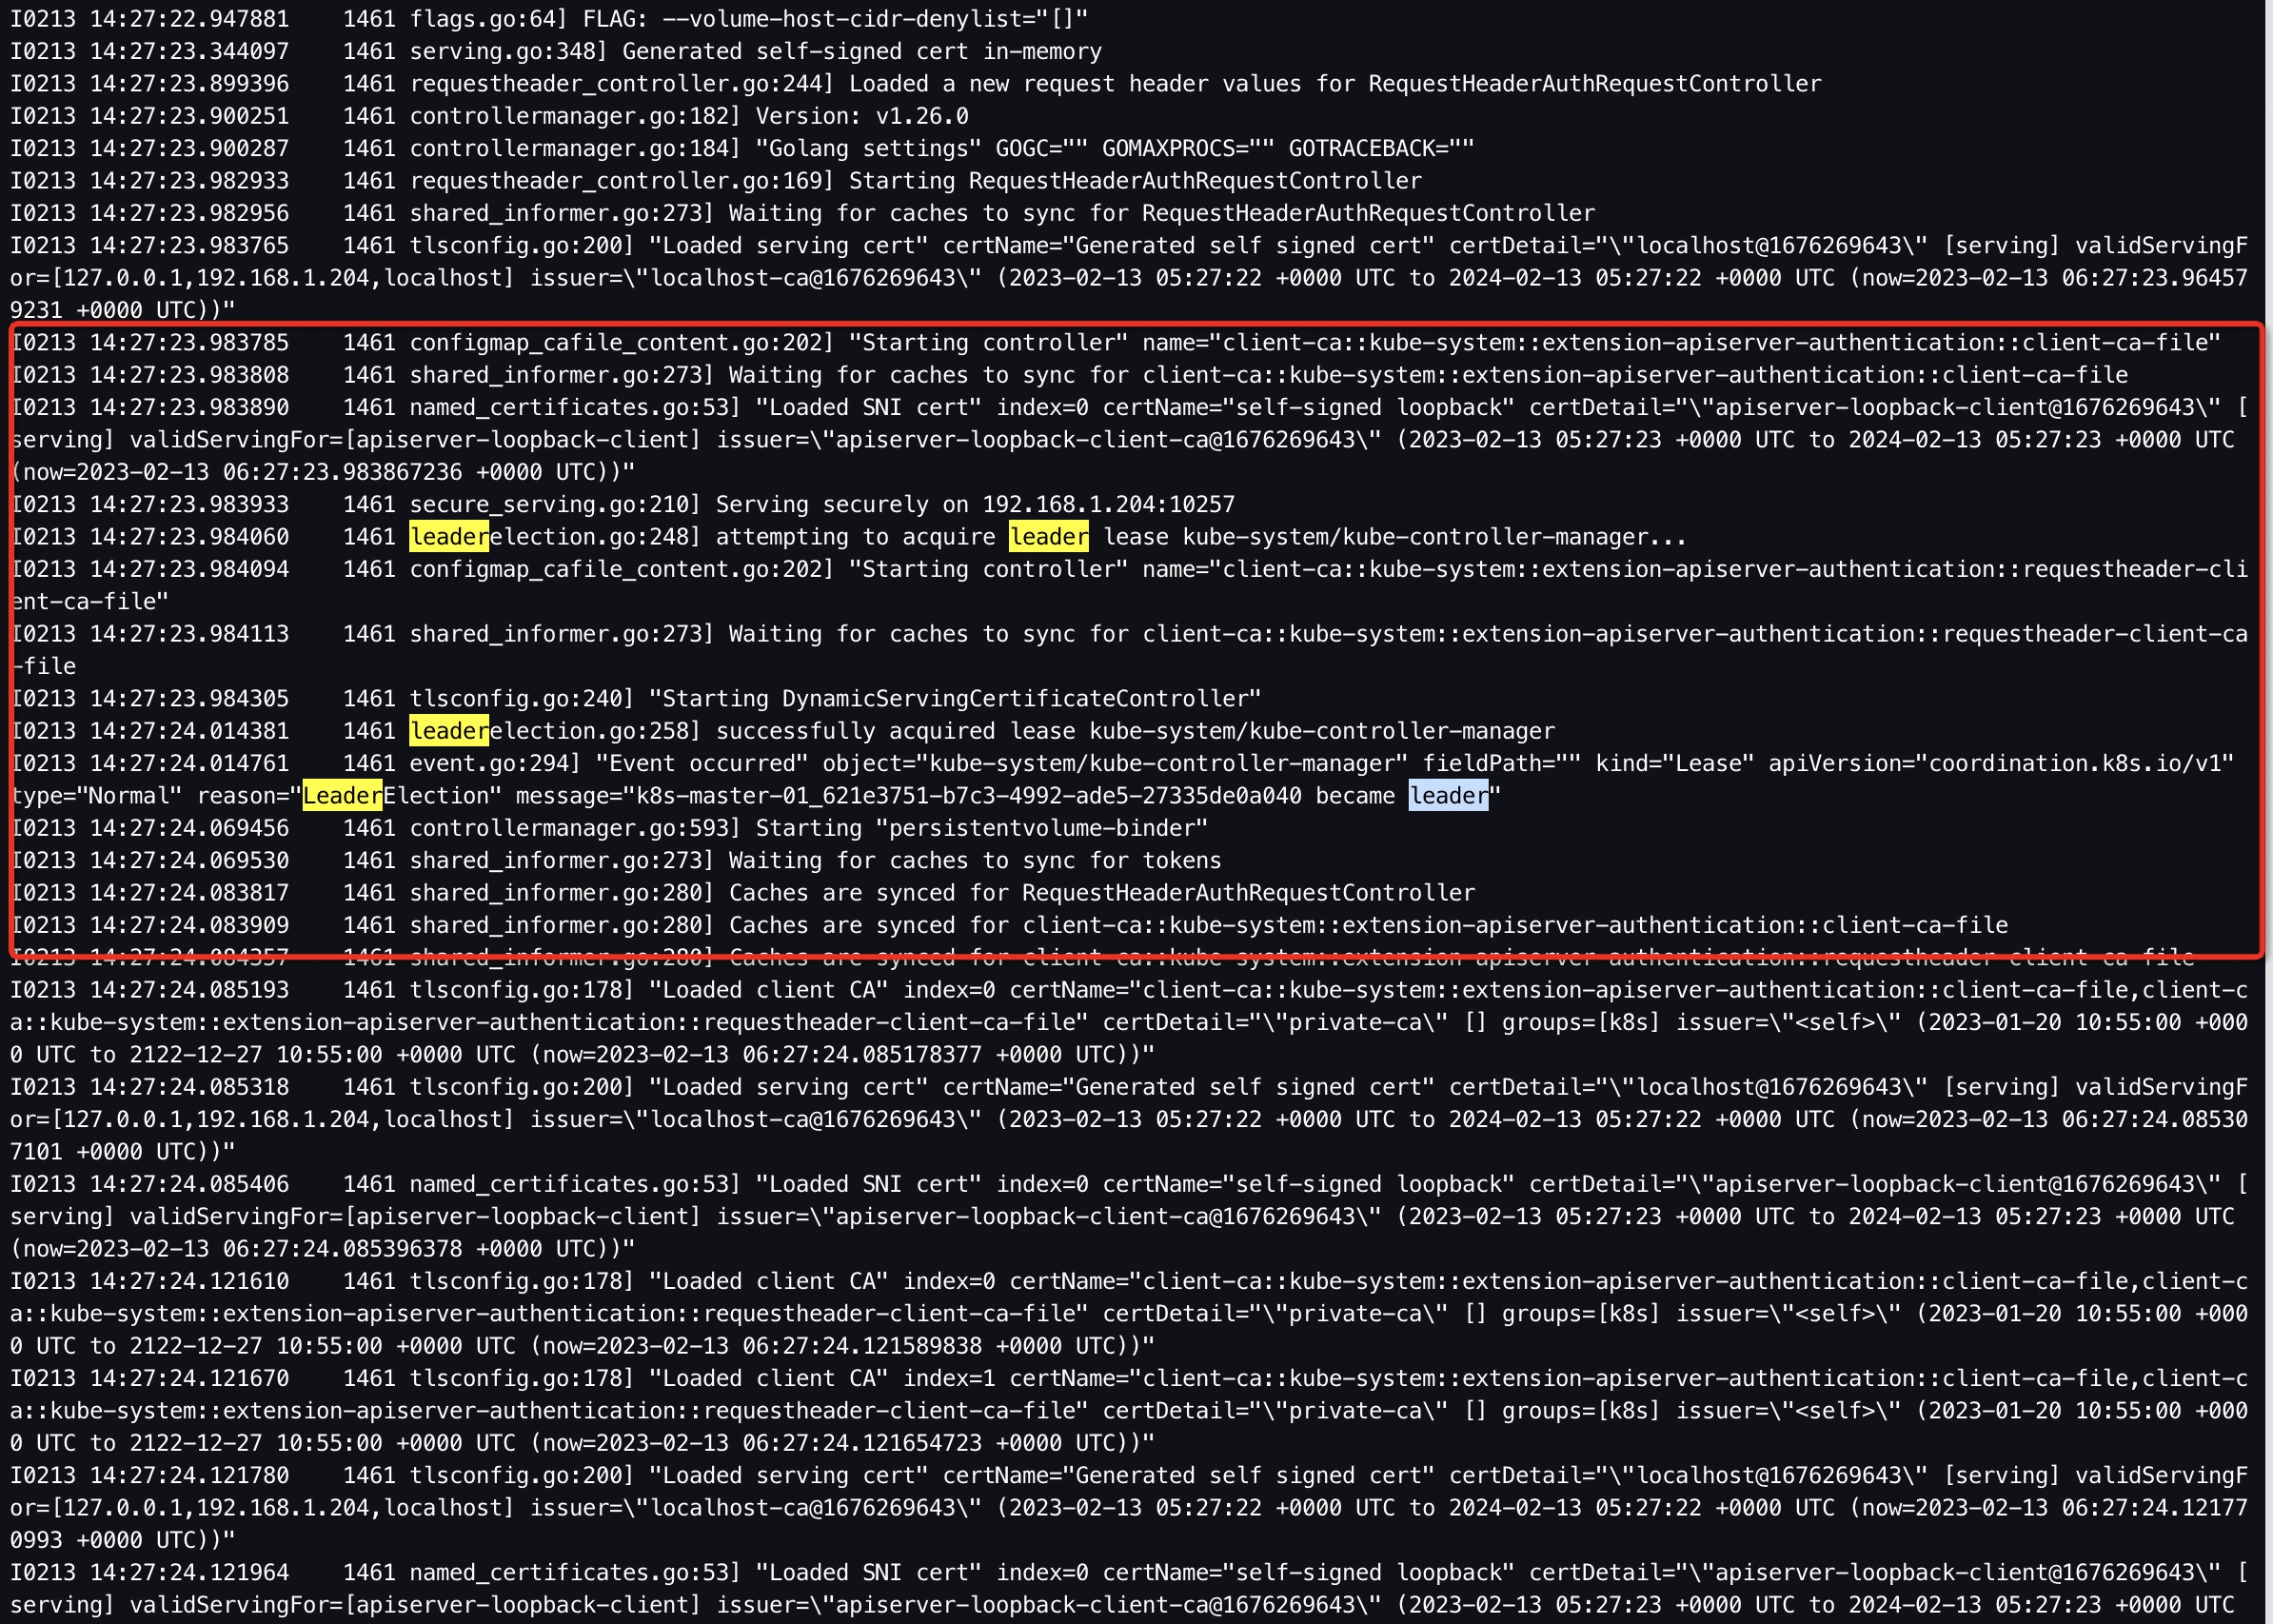 I0213 14:27:22.947881    1461 flags.go:64] FLAG: --volume-host-cidr-denylist="[]"
I0213 14:27:23.344097    1461 serving.go:348] Generated self-signed cert in-memory
I0213 14:27:23.899396    1461 requestheader_controller.go:244] Loaded a new request header values for RequestHeaderAuthRequestController
I0213 14:27:23.900251    1461 controllermanager.go:182] Version: v1.26.0
I0213 14:27:23.900287    1461 controllermanager.go:184] "Golang settings" GOGC="" GOMAXPROCS="" GOTRACEBACK=""
I0213 14:27:23.982933    1461 requestheader_controller.go:169] Starting RequestHeaderAuthRequestController
I0213 14:27:23.982956    1461 shared_informer.go:273] Waiting for caches to sync for RequestHeaderAuthRequestController
I0213 14:27:23.983765    1461 tlsconfig.go:200] "Loaded serving cert" certName="Generated self signed cert" certDetail="\"localhost@1676269643\" [serving] validServingF
or=[127.0.0.1,192.168.1.204,localhost] issuer=\"localhost-ca@1676269643\" (2023-02-13 05:27:22 +0000 UTC to 2024-02-13 05:27:22 +0000 UTC (now=2023-02-13 06:27:23.96457
9231 +0000 UTC))"
I0213 14:27:23.983785    1461 configmap_cafile_content.go:202] "Starting controller" name="client-ca::kube-system::extension-apiserver-authentication::client-ca-file"
I0213 14:27:23.983808    1461 shared_informer.go:273] Waiting for caches to sync for client-ca::kube-system::extension-apiserver-authentication::client-ca-file
I0213 14:27:23.983890    1461 named_certificates.go:53] "Loaded SNI cert" index=0 certName="self-signed loopback" certDetail="\"apiserver-loopback-client@1676269643\" [
serving] validServingFor=[apiserver-loopback-client] issuer=\"apiserver-loopback-client-ca@1676269643\" (2023-02-13 05:27:23 +0000 UTC to 2024-02-13 05:27:23 +0000 UTC
(now=2023-02-13 06:27:23.983867236 +0000 UTC))"
I0213 14:27:23.983933    1461 secure_serving.go:210] Serving securely on 192.168.1.204:10257
I0213 14:27:23.984060    1461 leaderelection.go:248] attempting to acquire leader lease kube-system/kube-controller-manager...
I0213 14:27:23.984094    1461 configmap_cafile_content.go:202] "Starting controller" name="client-ca::kube-system::extension-apiserver-authentication::requestheader-cli
ent-ca-file"
I0213 14:27:23.984113    1461 shared_informer.go:273] Waiting for caches to sync for client-ca::kube-system::extension-apiserver-authentication::requestheader-client-ca
-file
I0213 14:27:23.984305    1461 tlsconfig.go:240] "Starting DynamicServingCertificateController"
I0213 14:27:24.014381    1461 leaderelection.go:258] successfully acquired lease kube-system/kube-controller-manager
I0213 14:27:24.014761    1461 event.go:294] "Event occurred" object="kube-system/kube-controller-manager" fieldPath="" kind="Lease" apiVersion="coordination.k8s.io/v1"
type="Normal" reason="LeaderElection" message="k8s-master-01_621e3751-b7c3-4992-ade5-27335de0a040 became leader"
I0213 14:27:24.069456    1461 controllermanager.go:593] Starting "persistentvolume-binder"
I0213 14:27:24.069530    1461 shared_informer.go:273] Waiting for caches to sync for tokens
I0213 14:27:24.083817    1461 shared_informer.go:280] Caches are synced for RequestHeaderAuthRequestController
I0213 14:27:24.083909    1461 shared_informer.go:280] Caches are synced for client-ca::kube-system::extension-apiserver-authentication::client-ca-file
I0213 14:27:24.084357    1461 shared_informer.go:280] Caches are synced for client-ca::kube-system::extension-apiserver-authentication::requestheader-client-ca-file
I0213 14:27:24.085193    1461 tlsconfig.go:178] "Loaded client CA" index=0 certName="client-ca::kube-system::extension-apiserver-authentication::client-ca-file,client-c
a::kube-system::extension-apiserver-authentication::requestheader-client-ca-file" certDetail="\"private-ca\" [] groups=[k8s] issuer=\"<self>\" (2023-01-20 10:55:00 +000
0 UTC to 2122-12-27 10:55:00 +0000 UTC (now=2023-02-13 06:27:24.085178377 +0000 UTC))"
I0213 14:27:24.085318    1461 tlsconfig.go:200] "Loaded serving cert" certName="Generated self signed cert" certDetail="\"localhost@1676269643\" [serving] validServingF
or=[127.0.0.1,192.168.1.204,localhost] issuer=\"localhost-ca@1676269643\" (2023-02-13 05:27:22 +0000 UTC to 2024-02-13 05:27:22 +0000 UTC (now=2023-02-13 06:27:24.08530
7101 +0000 UTC))"
I0213 14:27:24.085406    1461 named_certificates.go:53] "Loaded SNI cert" index=0 certName="self-signed loopback" certDetail="\"apiserver-loopback-client@1676269643\" [
serving] validServingFor=[apiserver-loopback-client] issuer=\"apiserver-loopback-client-ca@1676269643\" (2023-02-13 05:27:23 +0000 UTC to 2024-02-13 05:27:23 +0000 UTC
(now=2023-02-13 06:27:24.085396378 +0000 UTC))"
I0213 14:27:24.121610    1461 tlsconfig.go:178] "Loaded client CA" index=0 certName="client-ca::kube-system::extension-apiserver-authentication::client-ca-file,client-c
a::kube-system::extension-apiserver-authentication::requestheader-client-ca-file" certDetail="\"private-ca\" [] groups=[k8s] issuer=\"<self>\" (2023-01-20 10:55:00 +000
0 UTC to 2122-12-27 10:55:00 +0000 UTC (now=2023-02-13 06:27:24.121589838 +0000 UTC))"
I0213 14:27:24.121670    1461 tlsconfig.go:178] "Loaded client CA" index=1 certName="client-ca::kube-system::extension-apiserver-authentication::client-ca-file,client-c
a::kube-system::extension-apiserver-authentication::requestheader-client-ca-file" certDetail="\"private-ca\" [] groups=[k8s] issuer=\"<self>\" (2023-01-20 10:55:00 +000
0 UTC to 2122-12-27 10:55:00 +0000 UTC (now=2023-02-13 06:27:24.121654723 +0000 UTC))"
I0213 14:27:24.121780    1461 tlsconfig.go:200] "Loaded serving cert" certName="Generated self signed cert" certDetail="\"localhost@1676269643\" [serving] validServingF
or=[127.0.0.1,192.168.1.204,localhost] issuer=\"localhost-ca@1676269643\" (2023-02-13 05:27:22 +0000 UTC to 2024-02-13 05:27:22 +0000 UTC (now=2023-02-13 06:27:24.12177
0993 +0000 UTC))"
I0213 14:27:24.121964    1461 named_certificates.go:53] "Loaded SNI cert" index=0 certName="self-signed loopback" certDetail="\"apiserver-loopback-client@1676269643\" [
serving] validServingFor=[apiserver-loopback-client] issuer=\"apiserver-loopback-client-ca@1676269643\" (2023-02-13 05:27:23 +0000 UTC to 2024-02-13 05:27:23 +0000 UTC